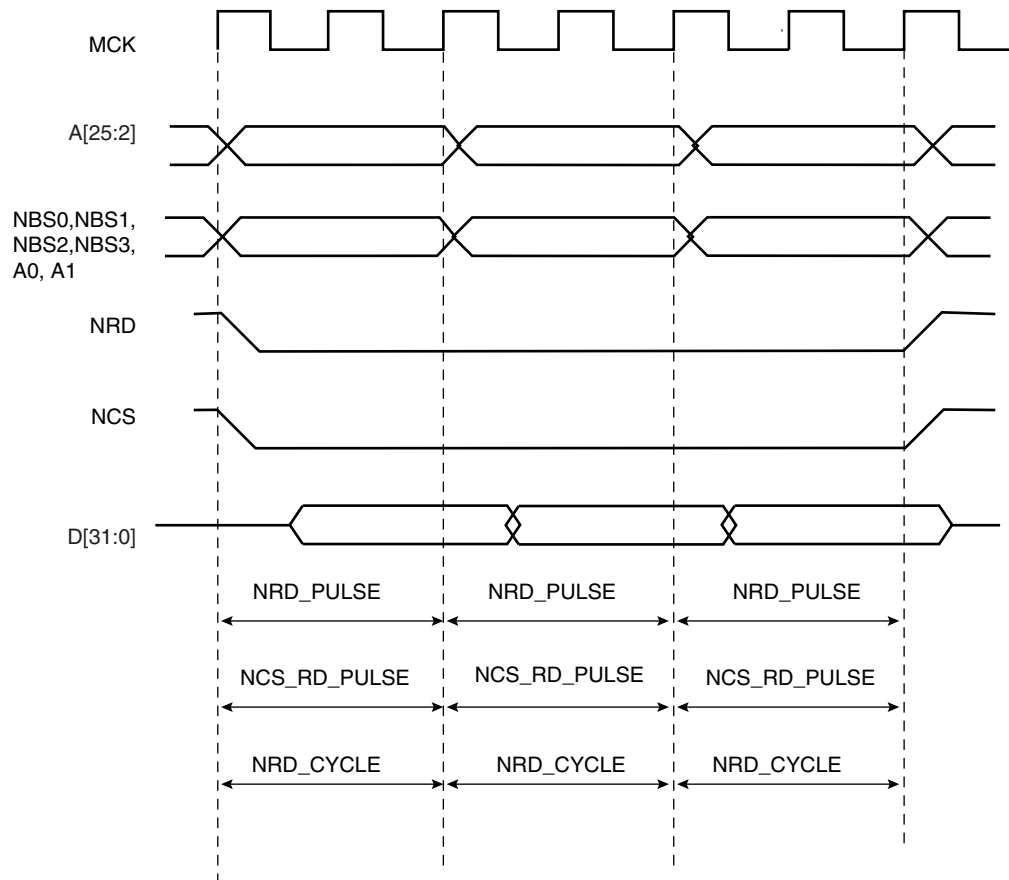 MCK
A[25:2]
NBS0,NBS1,
NBS2,NBS3,
A0, A1
NRD
NCS
D[31:0]
NRD_PULSE NRD_PULSE NRD_PULSE
NCS_RD_PULSE NCS_RD_PULSE NCS_RD_PULSE
NRD_CYCLE NRD_CYCLE NRD_CYCLE